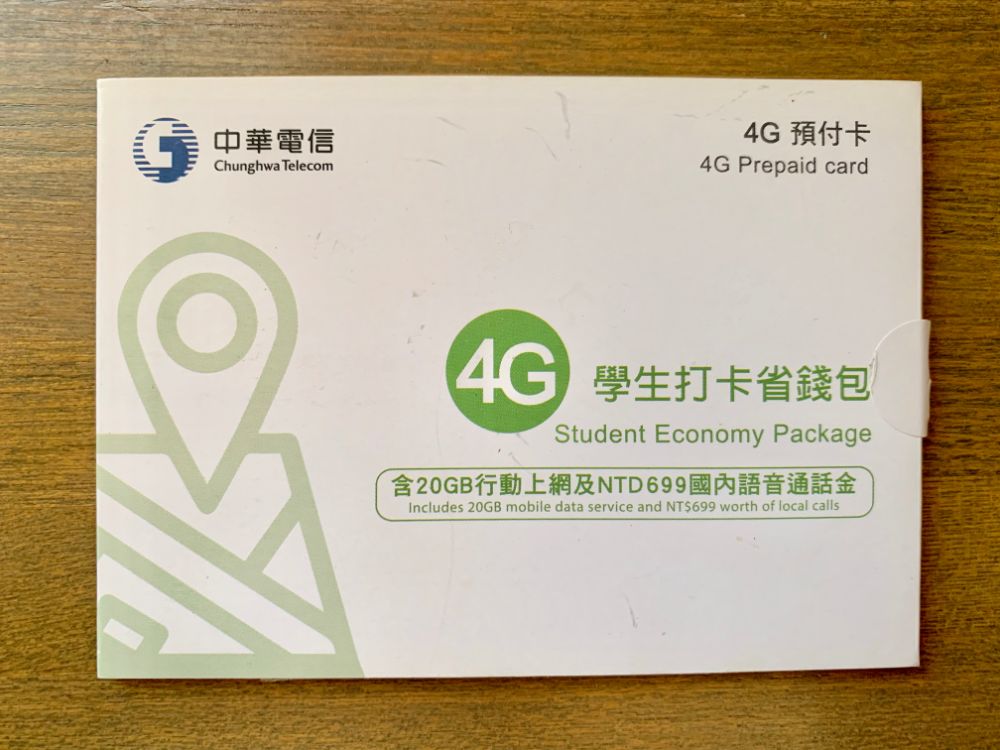 中華電信
Chunghwa Telecom
4G 預付卡
4G Prepaid card
4G 學生打卡省錢包
Student Economy Package
含20GB行動上網及NTD699國內語音通話金
Includes 20GB mobile data service and NT$699 worth of local calls